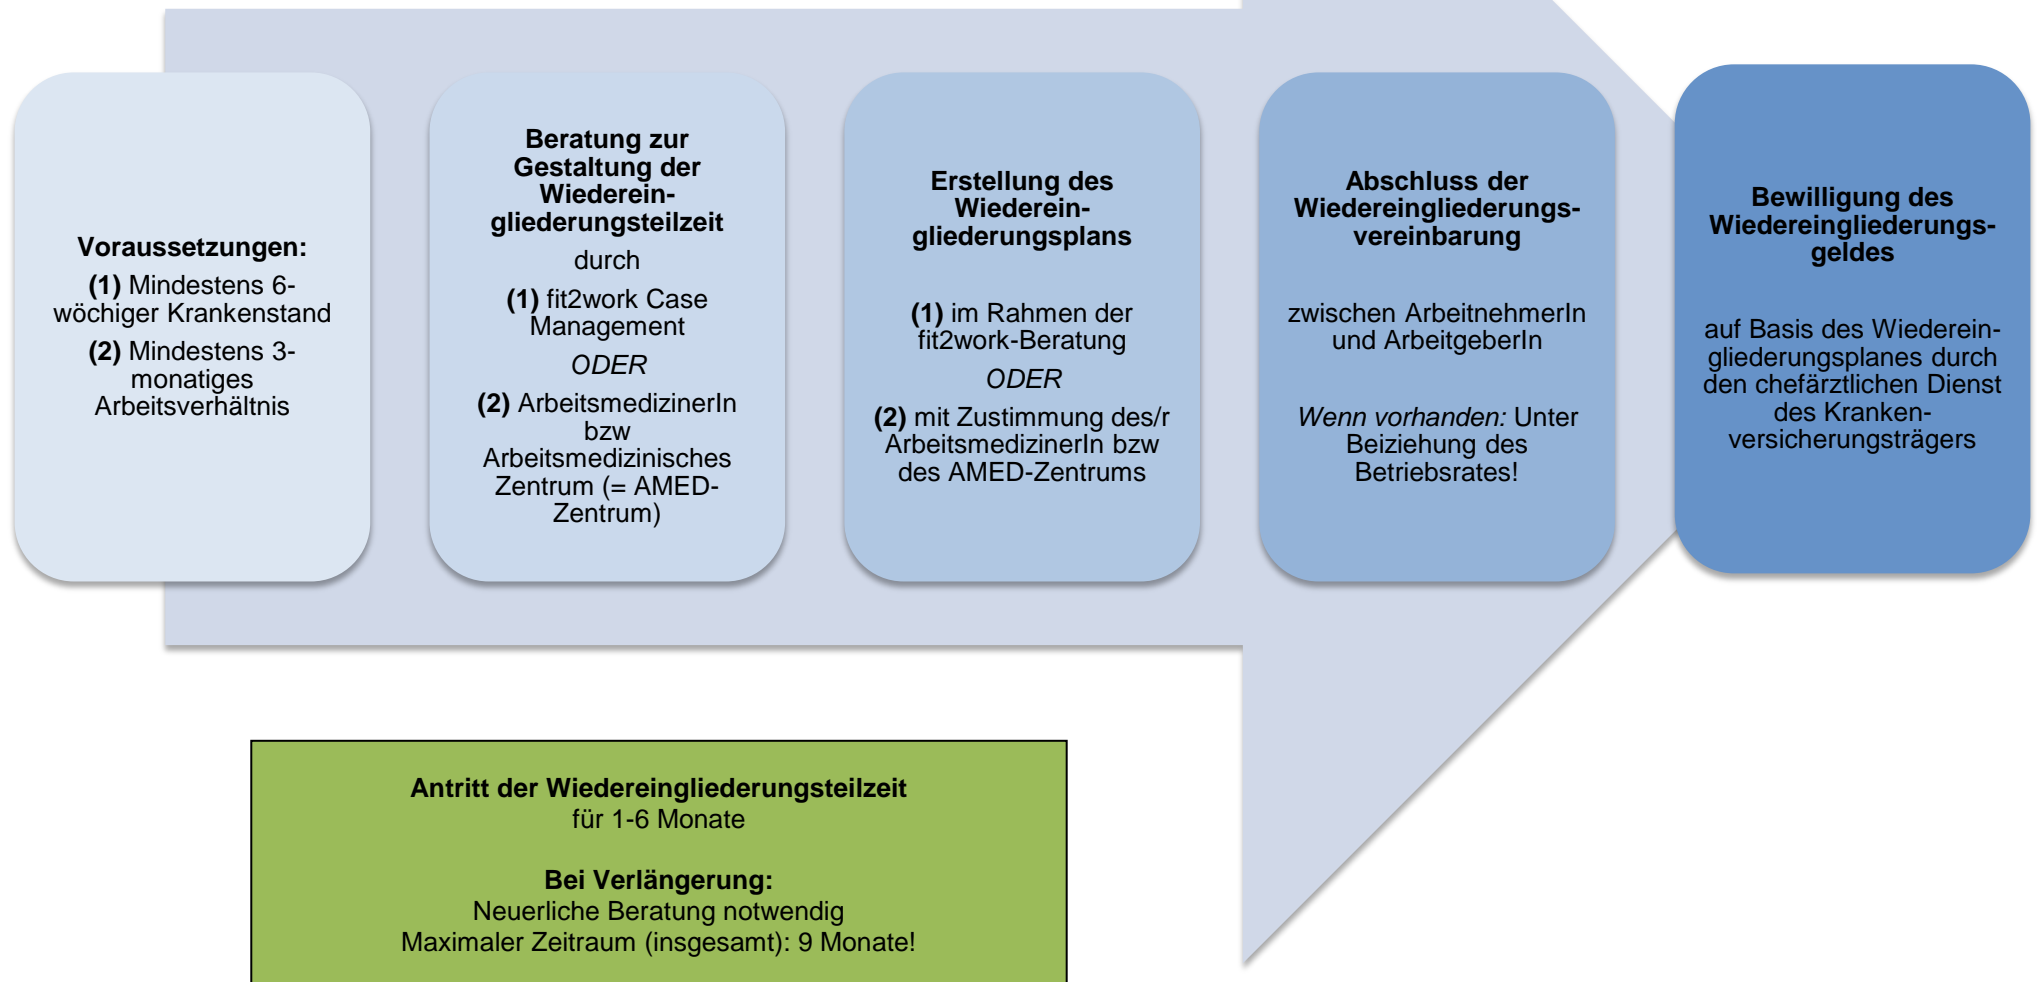 Voraussetzungen:
(1) Mindestens 6-
wöchiger Krankenstand
(2) Mindestens 3-
monatiges
Arbeitsverhältnis
Beratung zur
Gestaltung der
Wiederein-
gliederungsteilzeit
durch
(1) fit2work Case
Management
ODER
(2) ArbeitsmedizinerIn
bzw
Arbeitsmedizinisches
Zentrum (= AMED-
Zentrum)
Erstellung des
Wiederein-
gliederungsplans
(1) im Rahmen der
fit2work-Beratung
ODER
(2) mit Zustimmung des/r
ArbeitsmedizinerIn bzw
des AMED-Zentrums
Abschluss der
Wiedereingliederungs-
vereinbarung
zwischen ArbeitnehmerIn
und ArbeitgeberIn
Wenn vorhanden: Unter
Beiziehung des
Betriebsrates!
Bewilligung des
Wiedereingliederungs-
geldes
auf Basis des Wiederein-
gliederungsplanes durch
den chefärztlichen Dienst
des Kranken-
versicherungsträgers
Antritt der Wiedereingliederungsteilzeit
für 1-6 Monate
Bei Verlängerung:
Neuerliche Beratung notwendig
Maximaler Zeitraum (insgesamt): 9 Monate!